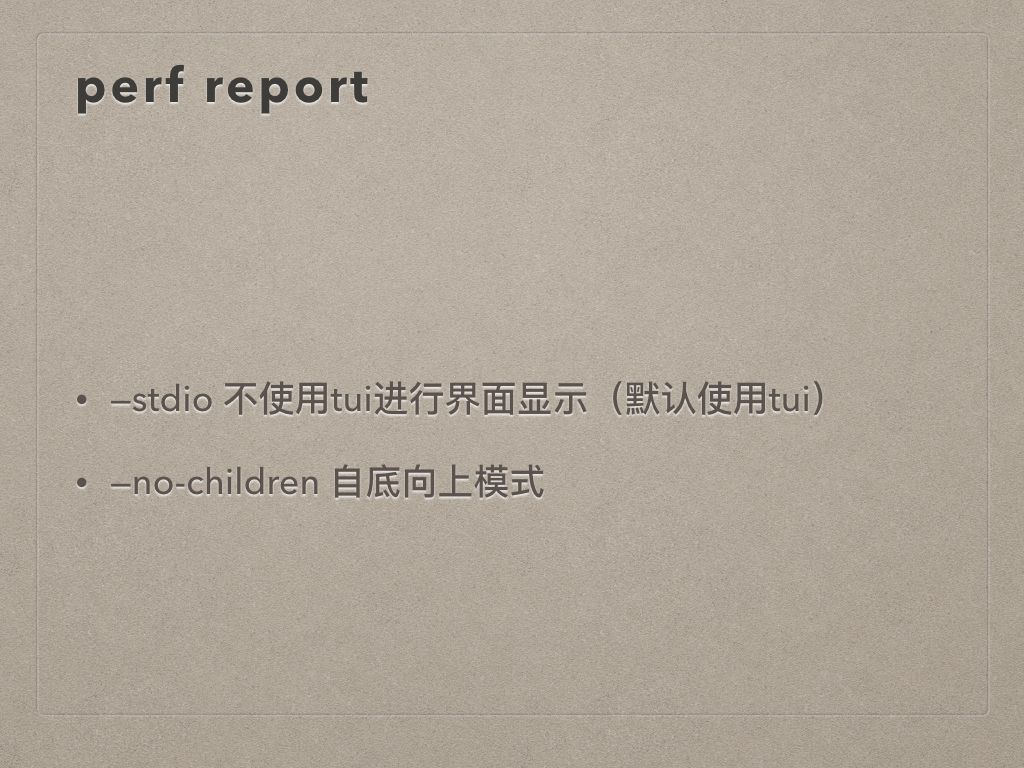 perf report
• —stdio 不使用tui进行界面显示（默认使用tui）
• —no-children 自底向上模式